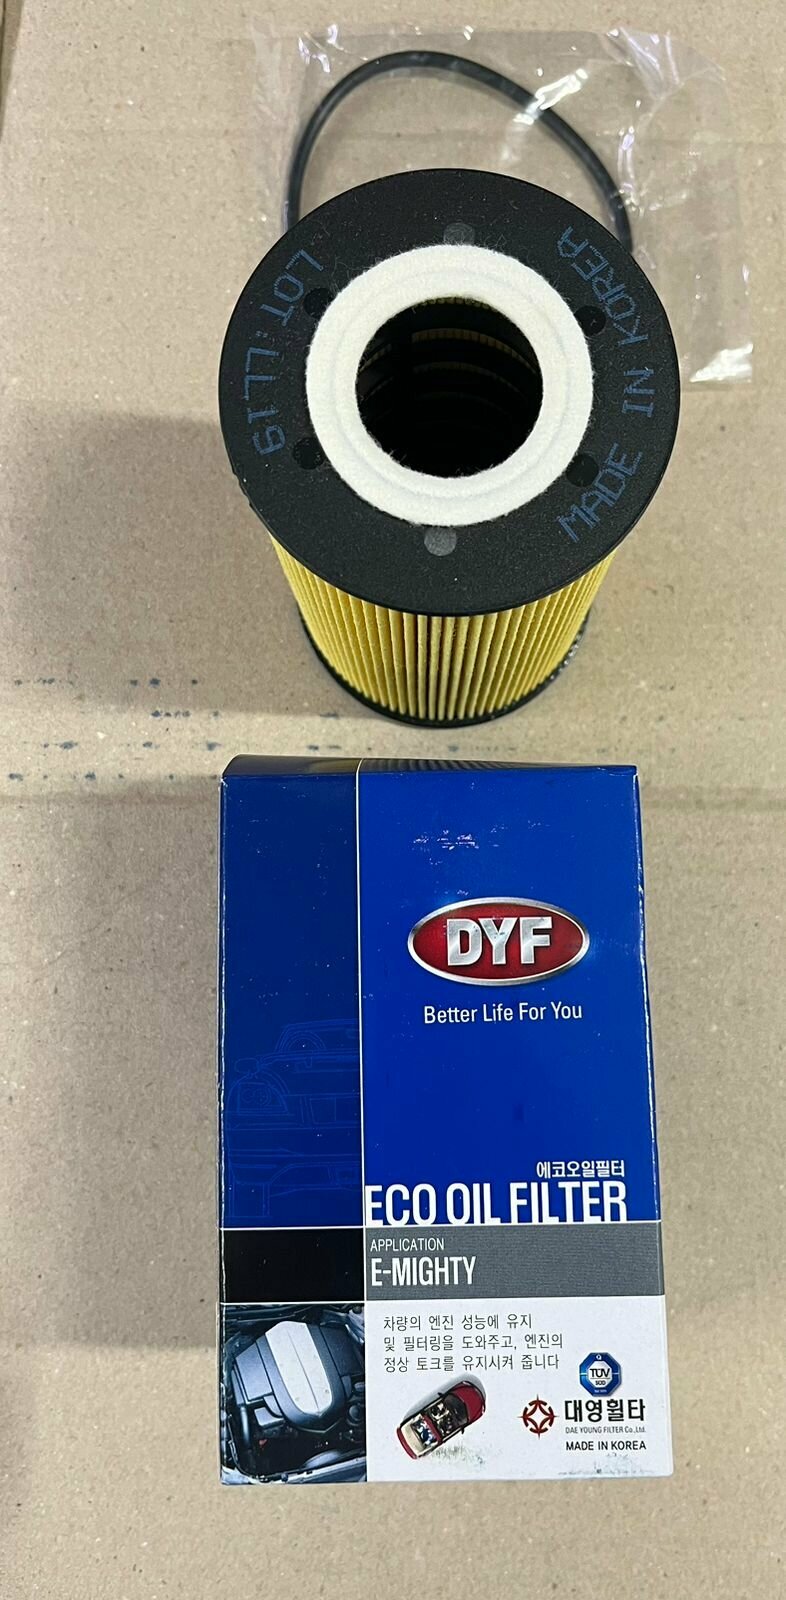 LOT:LL19
MADE IN KOREA
DYF
Better Life For You
에코오일필터
ECO OIL FILTER
APPLICATION
E-MIGHTY
차량의 엔진 성능에 유지
및 필터링을 도와주고, 엔진의
정상 토크를 유지시켜 줍니다
TÜV
대영휠타
DAE YOUNG FILTER Co.,Ltd.
MADE IN KOREA